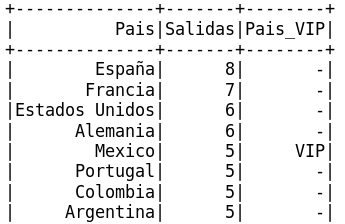 +--------------+-------+--------+
|          Pais|Salidas|Pais_VIP|
+--------------+-------+--------+
|        España|      8|       -|
|       Francia|      7|       -|
|Estados Unidos|      6|       -|
|      Alemania|      6|       -|
|        Mexico|      5|     VIP|
|      Portugal|      5|       -|
|      Colombia|      5|       -|
|     Argentina|      5|       -|